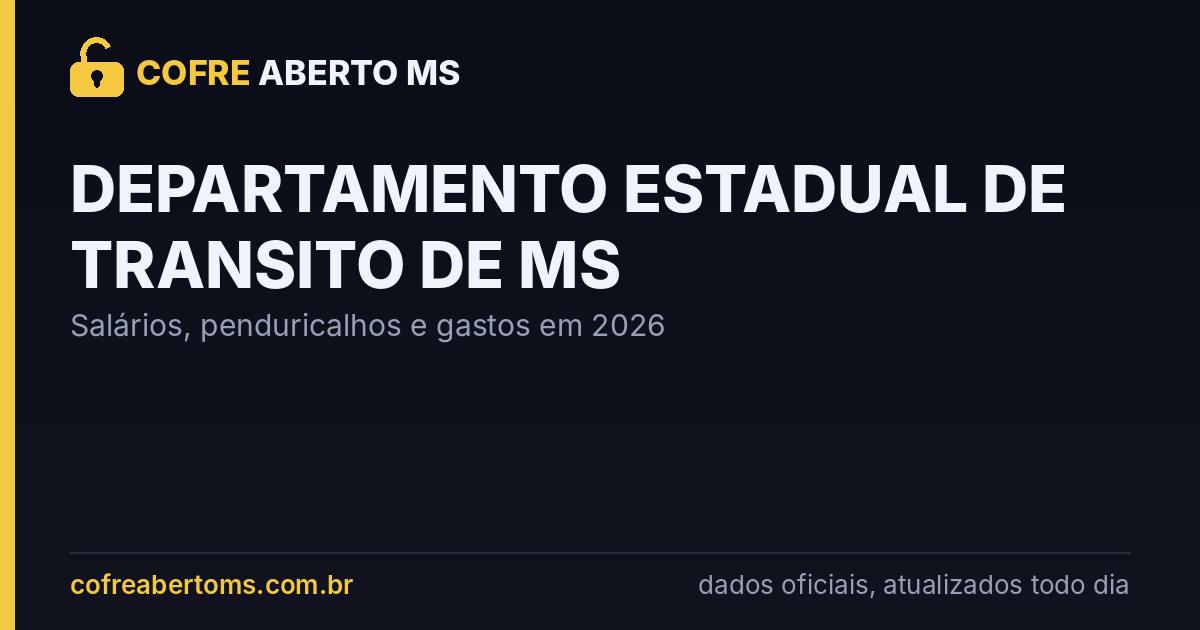 COFRE ABERTO MS
DEPARTAMENTO ESTADUAL DE
TRANSITO DE MS
Salários, penduricalhos e gastos em 2026
cofreabertoms.com.br
dados oficiais, atualizados todo dia